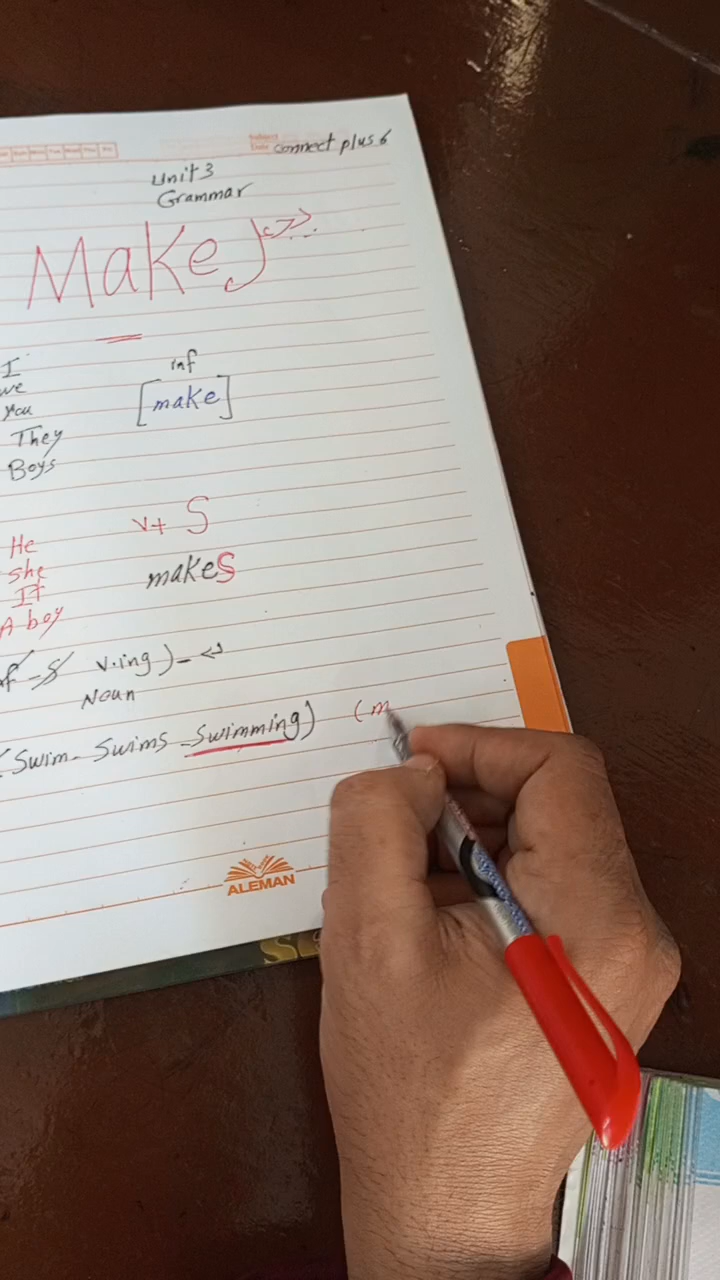 connect plus 6
Unit 3
Grammar
Make
I
we
you
They
Boys
inf
[make]
He
she
It
A boy
v + S
makeS
f - S v.ing)
Noun
(Swim - Swims - Swimming) (m
ALEMAN